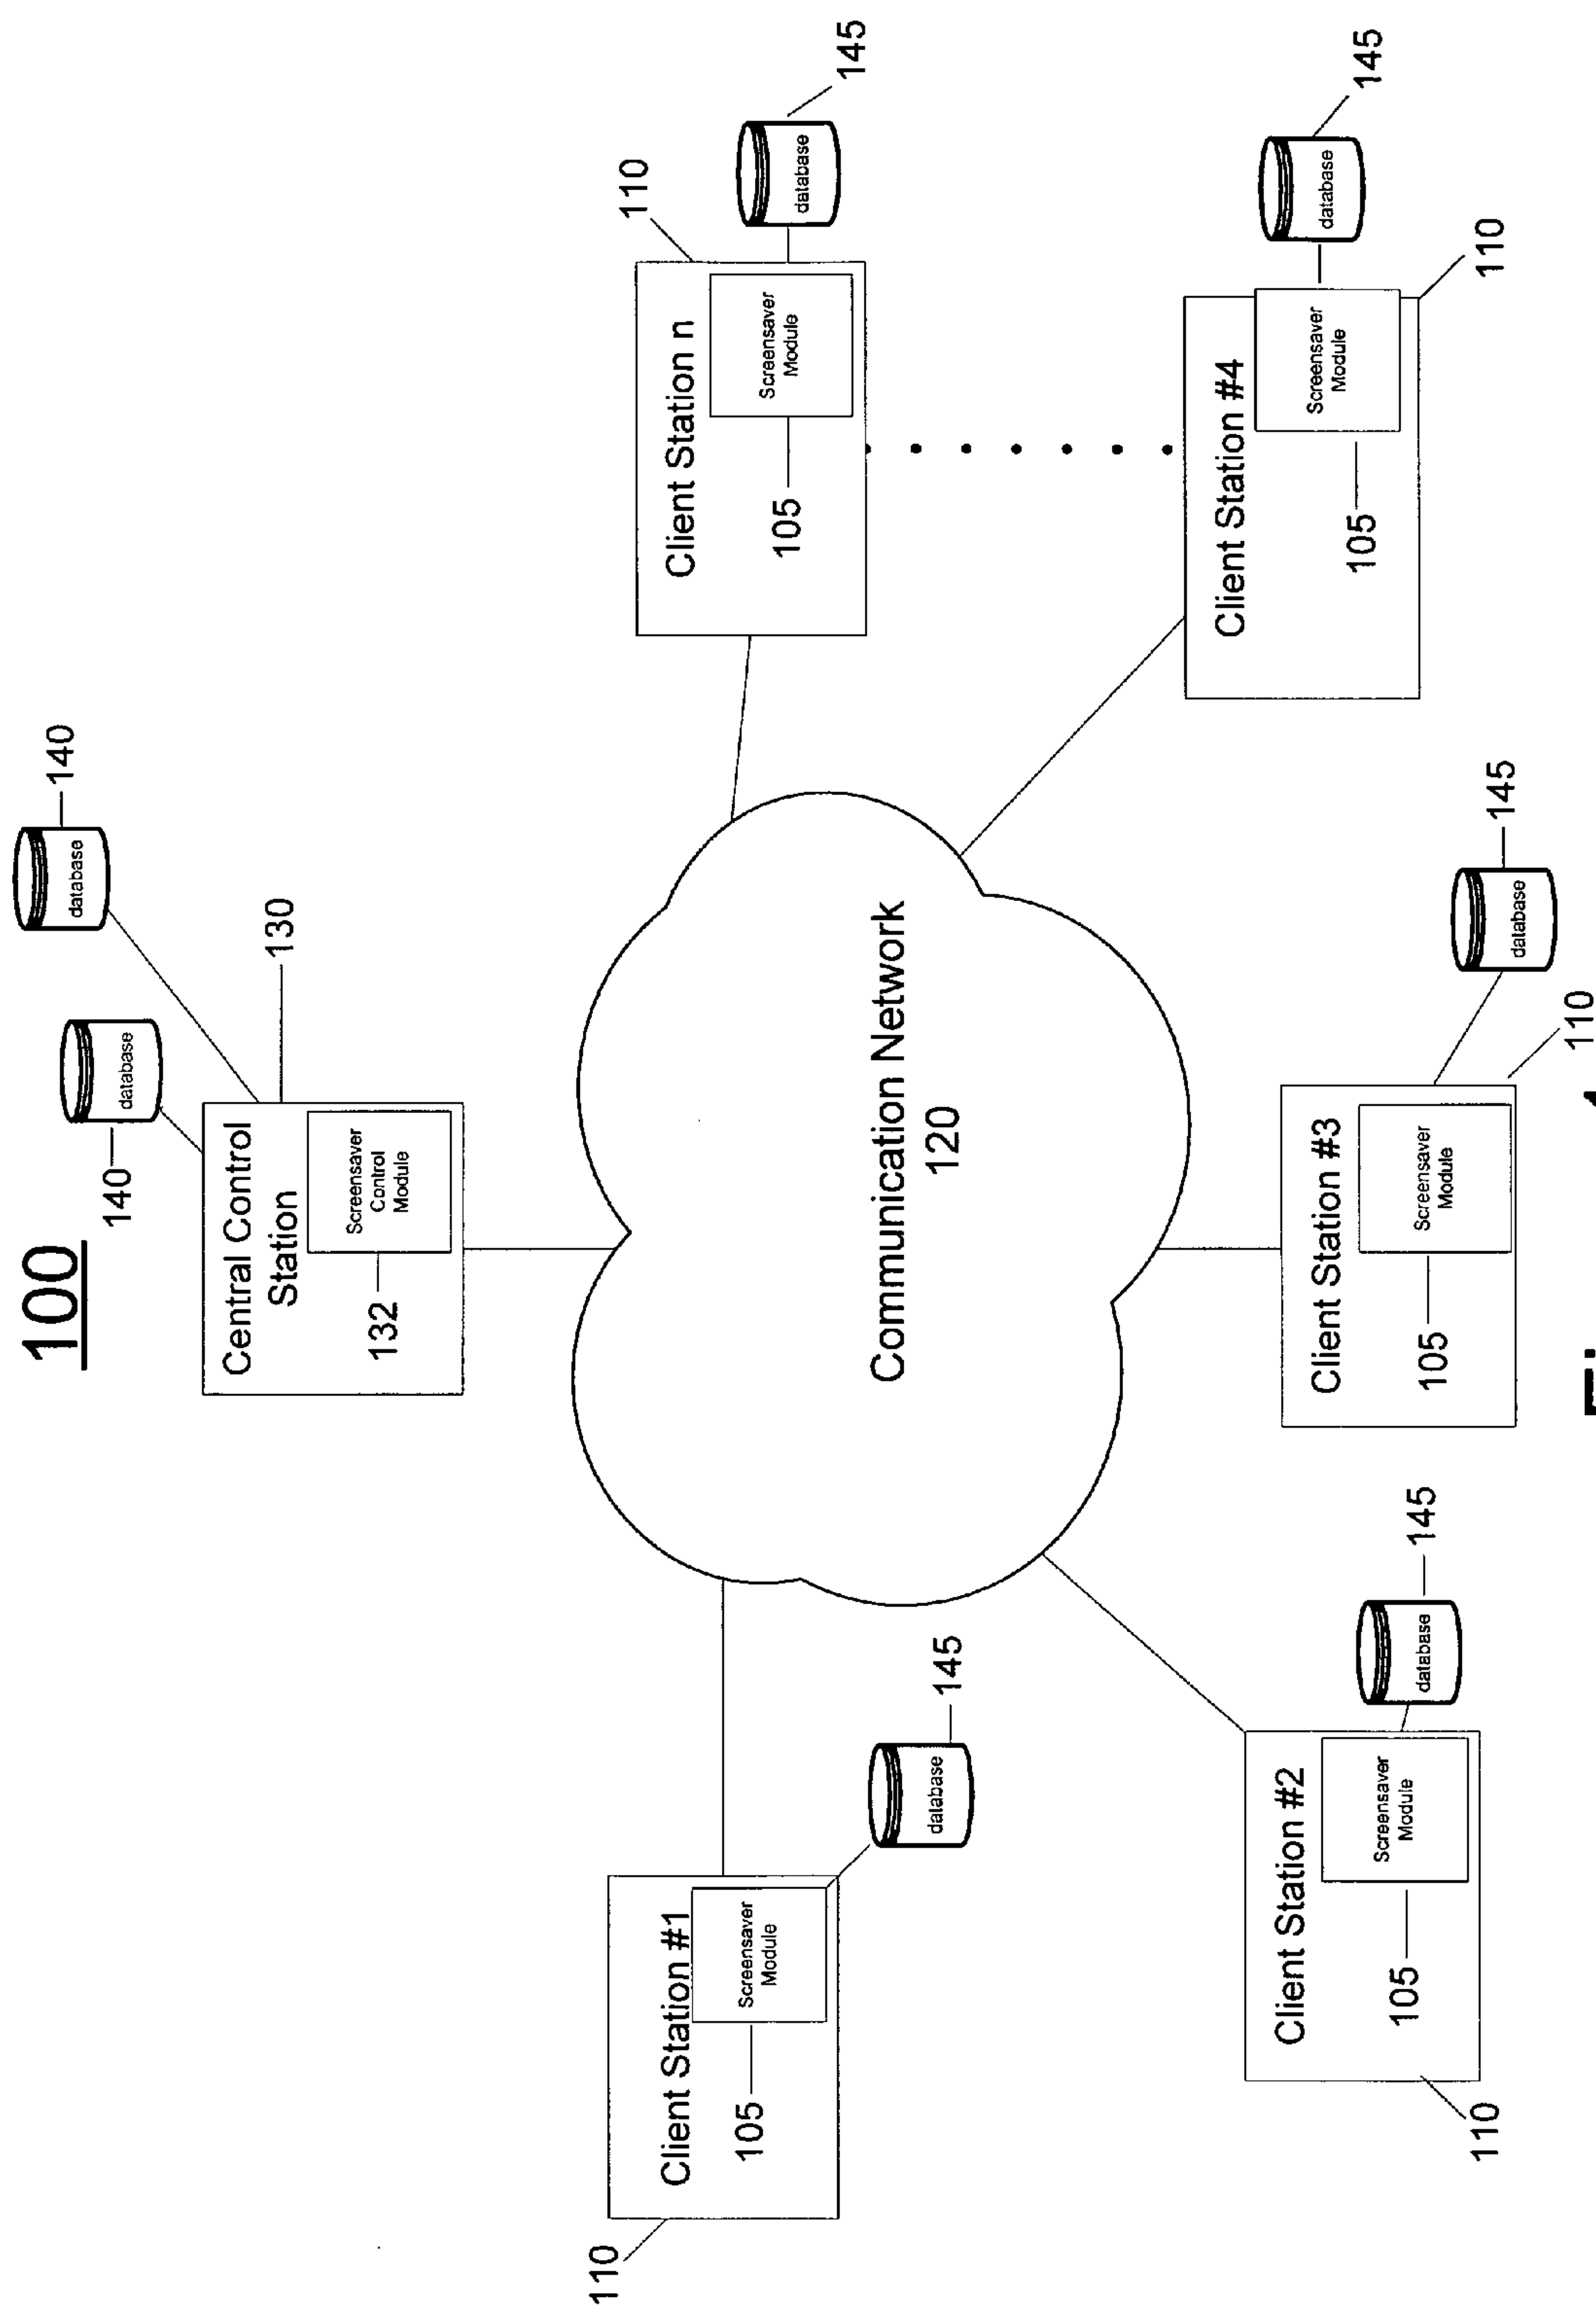 100
140
database
140
database
130
Central Control
Station
Screensaver
Control
Module
132
Communication Network
120
110
Client Station #1
Screensaver
Module
105
database
145
110
Client Station #2
Screensaver
Module
105
database
145
Client Station #3
Screensaver
Module
105
database
145
110
Client Station #4
Screensaver
Module
105
database
145
110
Client Station n
Screensaver
Module
105
database
145
110